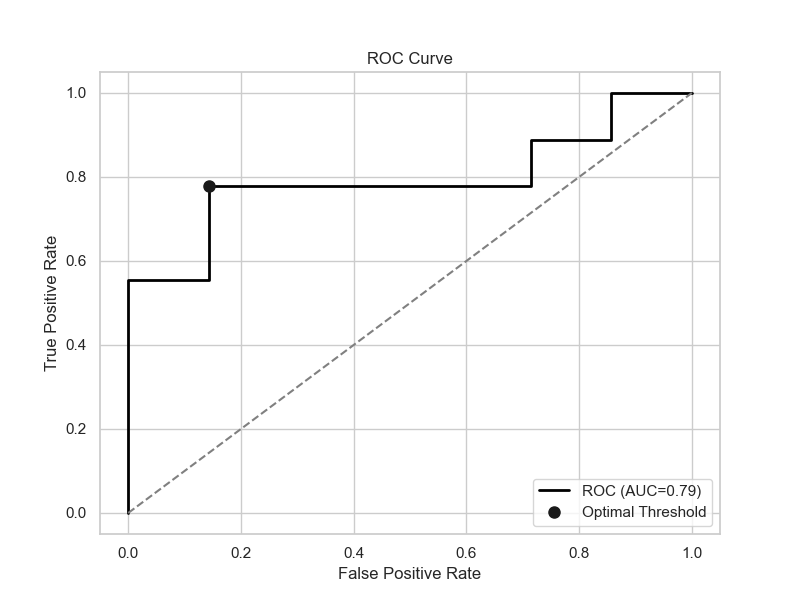 ROC Curve
1.0
0.8
0.6
0.4
0.2
0.0
True Positive Rate
0.0 0.2 0.4 0.6 0.8 1.0
False Positive Rate
ROC (AUC=0.79)
Optimal Threshold